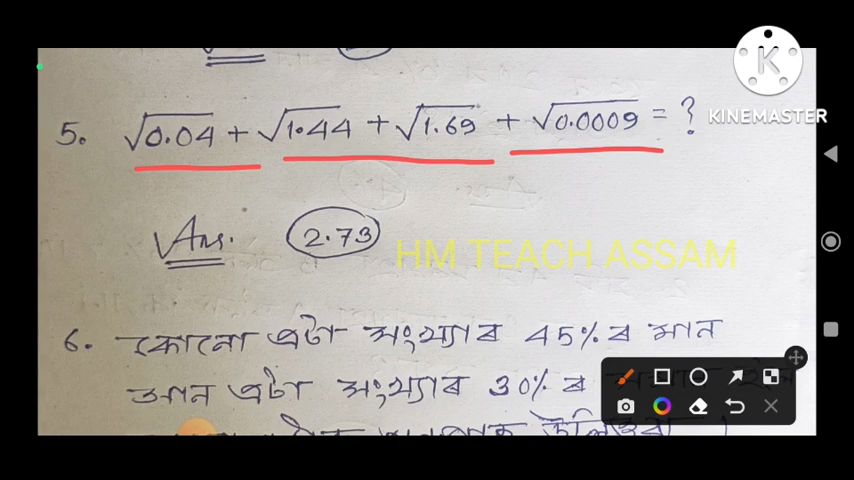 KINEMASTER
5. √0.04 + √1.44 + √1.69 + √0.0009 = ?
Ans. 2.73
HM TEACH ASSAM
6. কোনো এটা সংখ্যাৰ 45% ৰ মান
আন এটা সংখ্যাৰ 30% ৰ